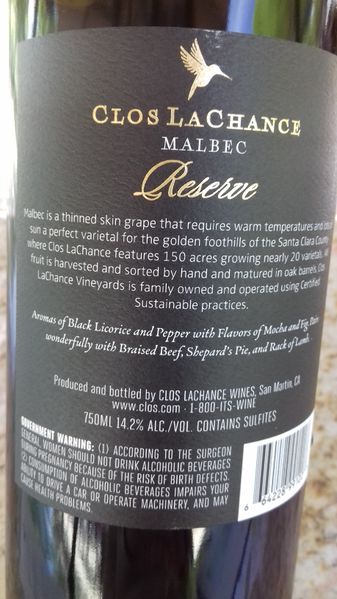 CLOS LACHANCE
MALBEC
Reserve
Malbec is a thinned skin grape that requires warm temperatures and lots of
sun a perfect varietal for the golden foothills of the Santa Clara County,
where Clos LaChance features 150 acres growing nearly 20 varietals. All
fruit is harvested and sorted by hand and matured in oak barrels. Clos
LaChance Vineyards is family owned and operated using Certified
Sustainable practices.
Aromas of Black Licorice and Pepper with Flavors of Mocha and Fig. Pairs
wonderfully with Braised Beef, Shepard's Pie, and Rack of Lamb.
Produced and bottled by CLOS LACHANCE WINES, San Martin, CA
www.clos.com · 1-800-ITS-WINE
750ML 14.2% ALC./VOL. CONTAINS SULFITES
GOVERNMENT WARNING: (1) ACCORDING TO THE SURGEON
GENERAL, WOMEN SHOULD NOT DRINK ALCOHOLIC BEVERAGES
DURING PREGNANCY BECAUSE OF THE RISK OF BIRTH DEFECTS.
(2) CONSUMPTION OF ALCOHOLIC BEVERAGES IMPAIRS YOUR
ABILITY TO DRIVE A CAR OR OPERATE MACHINERY, AND MAY
CAUSE HEALTH PROBLEMS.